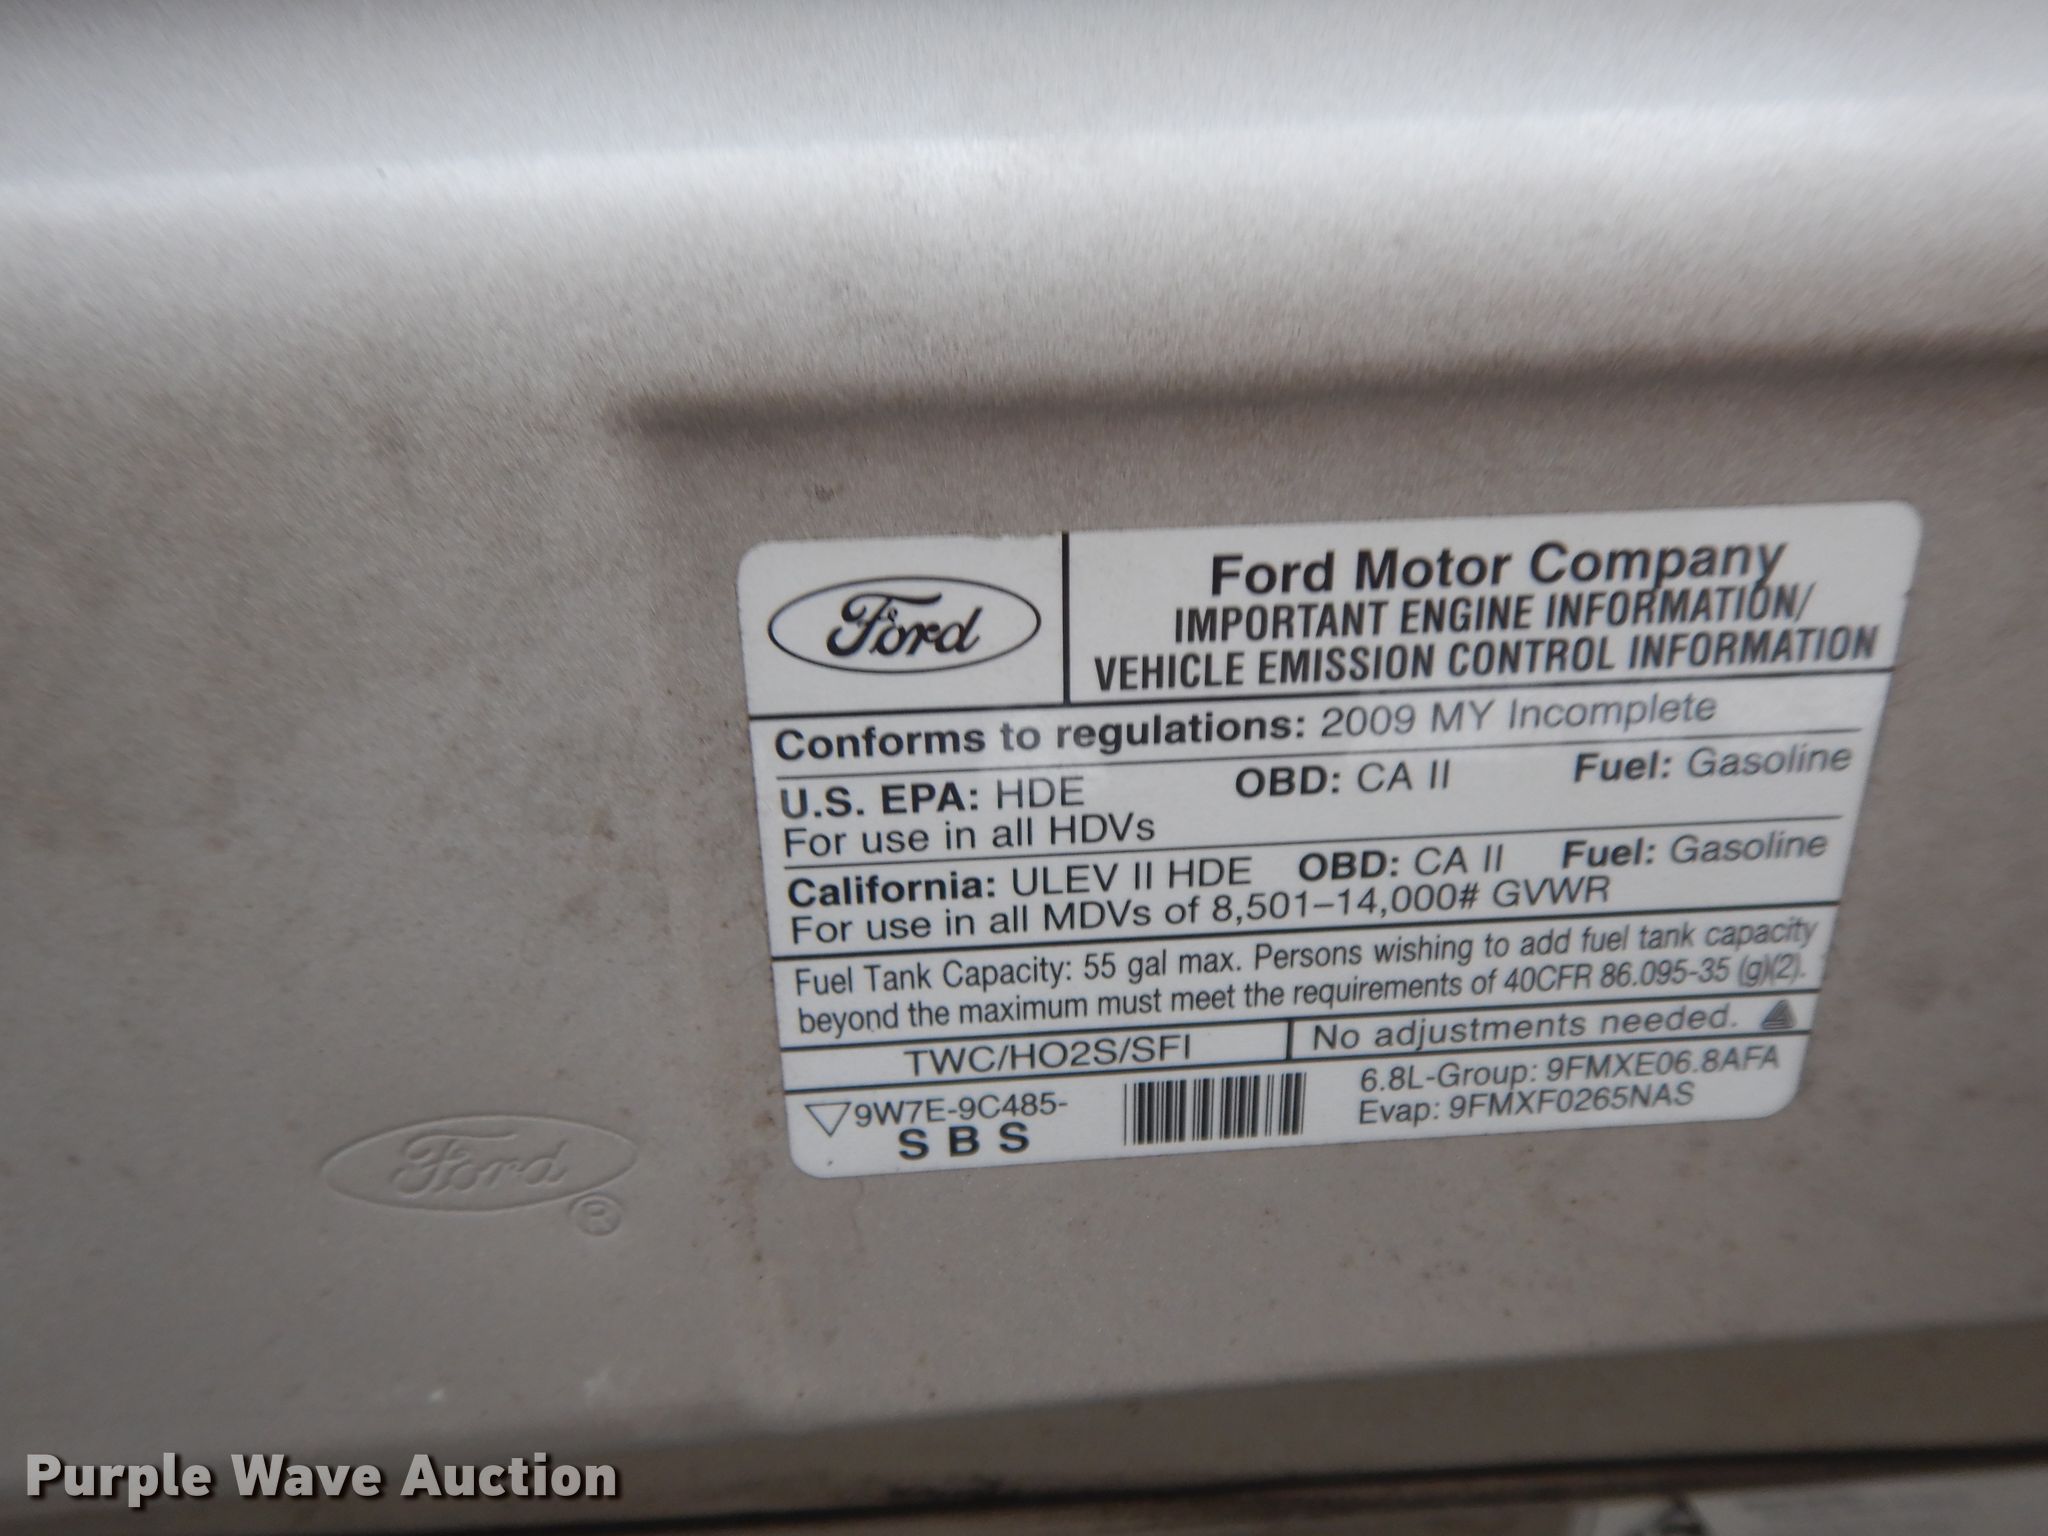 Ford
Ford Motor Company
IMPORTANT ENGINE INFORMATION/
VEHICLE EMISSION CONTROL INFORMATION
Conforms to regulations: 2009 MY Incomplete
U.S. EPA: HDE OBD: CA II Fuel: Gasoline
For use in all HDVs
California: ULEV II HDE OBD: CA II Fuel: Gasoline
For use in all MDVs of 8,501–14,000# GVWR
Fuel Tank Capacity: 55 gal max. Persons wishing to add fuel tank capacity
beyond the maximum must meet the requirements of 40CFR 86.095-35 (g)(2).
TWC/HO2S/SFI No adjustments needed.
9W7E-9C485-
S B S
6.8L-Group: 9FMXE06.8AFA
Evap: 9FMXF0265NAS
Ford
®
Purple Wave Auction